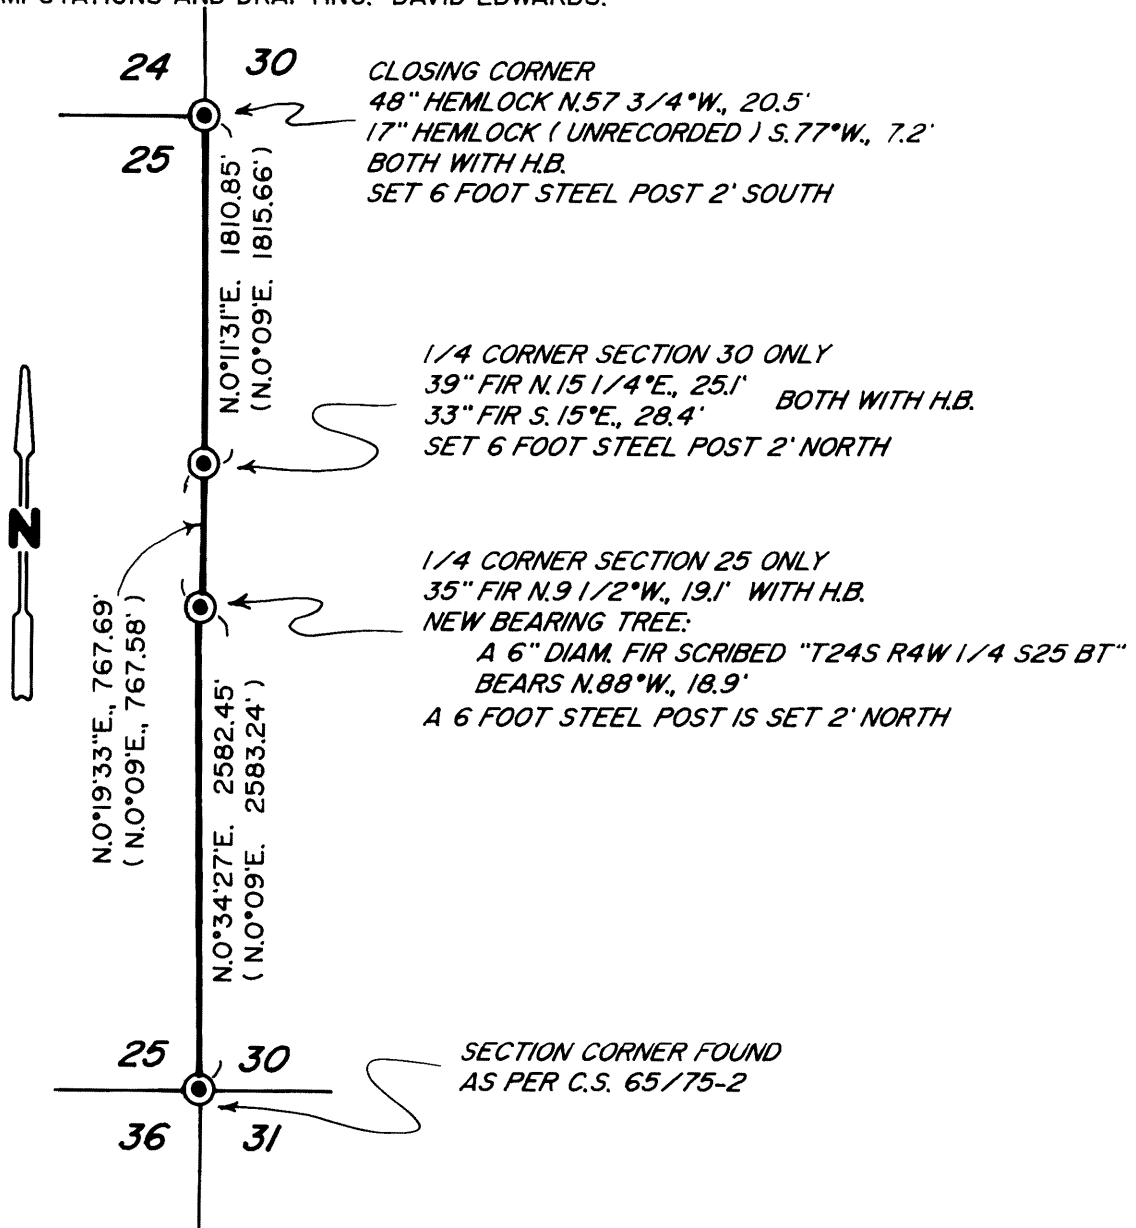 COMPUTATIONS AND DRAFTING: DAVID EDWARDS.
24 30
25
CLOSING CORNER
48" HEMLOCK N.57 3/4°W., 20.5'
17" HEMLOCK ( UNRECORDED ) S.77°W., 7.2'
BOTH WITH H.B.
SET 6 FOOT STEEL POST 2' SOUTH
N.0°11'31"E. 1810.85'
(N.0°09'E. 1815.66')
1/4 CORNER SECTION 30 ONLY
39" FIR N.15 1/4°E., 25.1'
33" FIR S.15°E., 28.4'
BOTH WITH H.B.
SET 6 FOOT STEEL POST 2' NORTH
N
1/4 CORNER SECTION 25 ONLY
35" FIR N.9 1/2°W., 19.1' WITH H.B.
NEW BEARING TREE:
A 6" DIAM. FIR SCRIBED "T24S R4W 1/4 S25 BT"
BEARS N.88°W., 18.9'
A 6 FOOT STEEL POST IS SET 2' NORTH
N.0°19'33"E., 767.69'
( N.0°09'E., 767.58' )
N.0°34'27"E. 2582.45'
( N.0°09'E. 2583.24' )
25 30
36 31
SECTION CORNER FOUND
AS PER C.S. 65/75-2